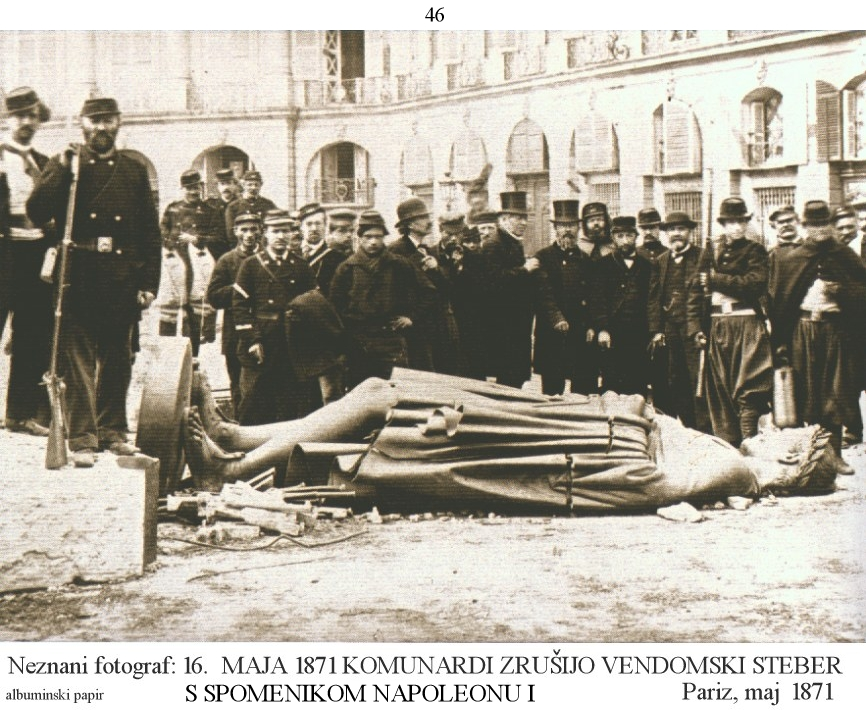 46
Neznani fotograf: 16. MAJA 1871 KOMUNARDI ZRUŠIJO VENDOMSKI STEBER
albuminski papir S SPOMENIKOM NAPOLEONU I Pariz, maj 1871